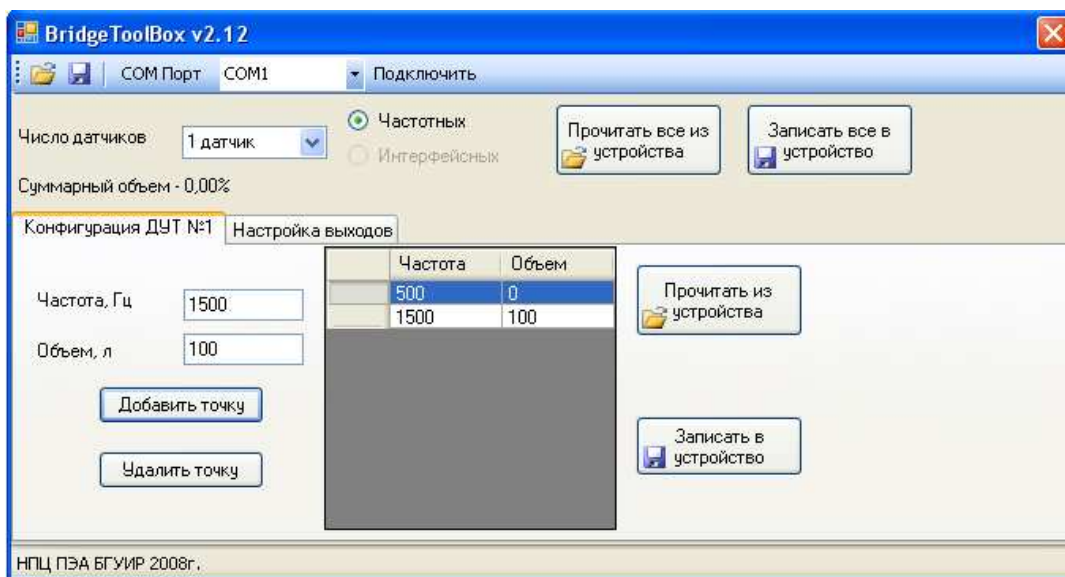 BridgeToolBox v2.12
COM Порт COM1 Подключить
Число датчиков 1 датчик
Частотных
Интерфейсных
Прочитать все из
устройства
Записать все в
устройство
Суммарный объем - 0,00%
Конфигурация ДУТ №1 Настройка выходов
Частота, Гц 1500
Объем, л 100
Добавить точку
Удалить точку
Частота Объем
500 0
1500 100
Прочитать из
устройства
Записать в
устройство
НПЦ ПЭА БГУИР 2008г.